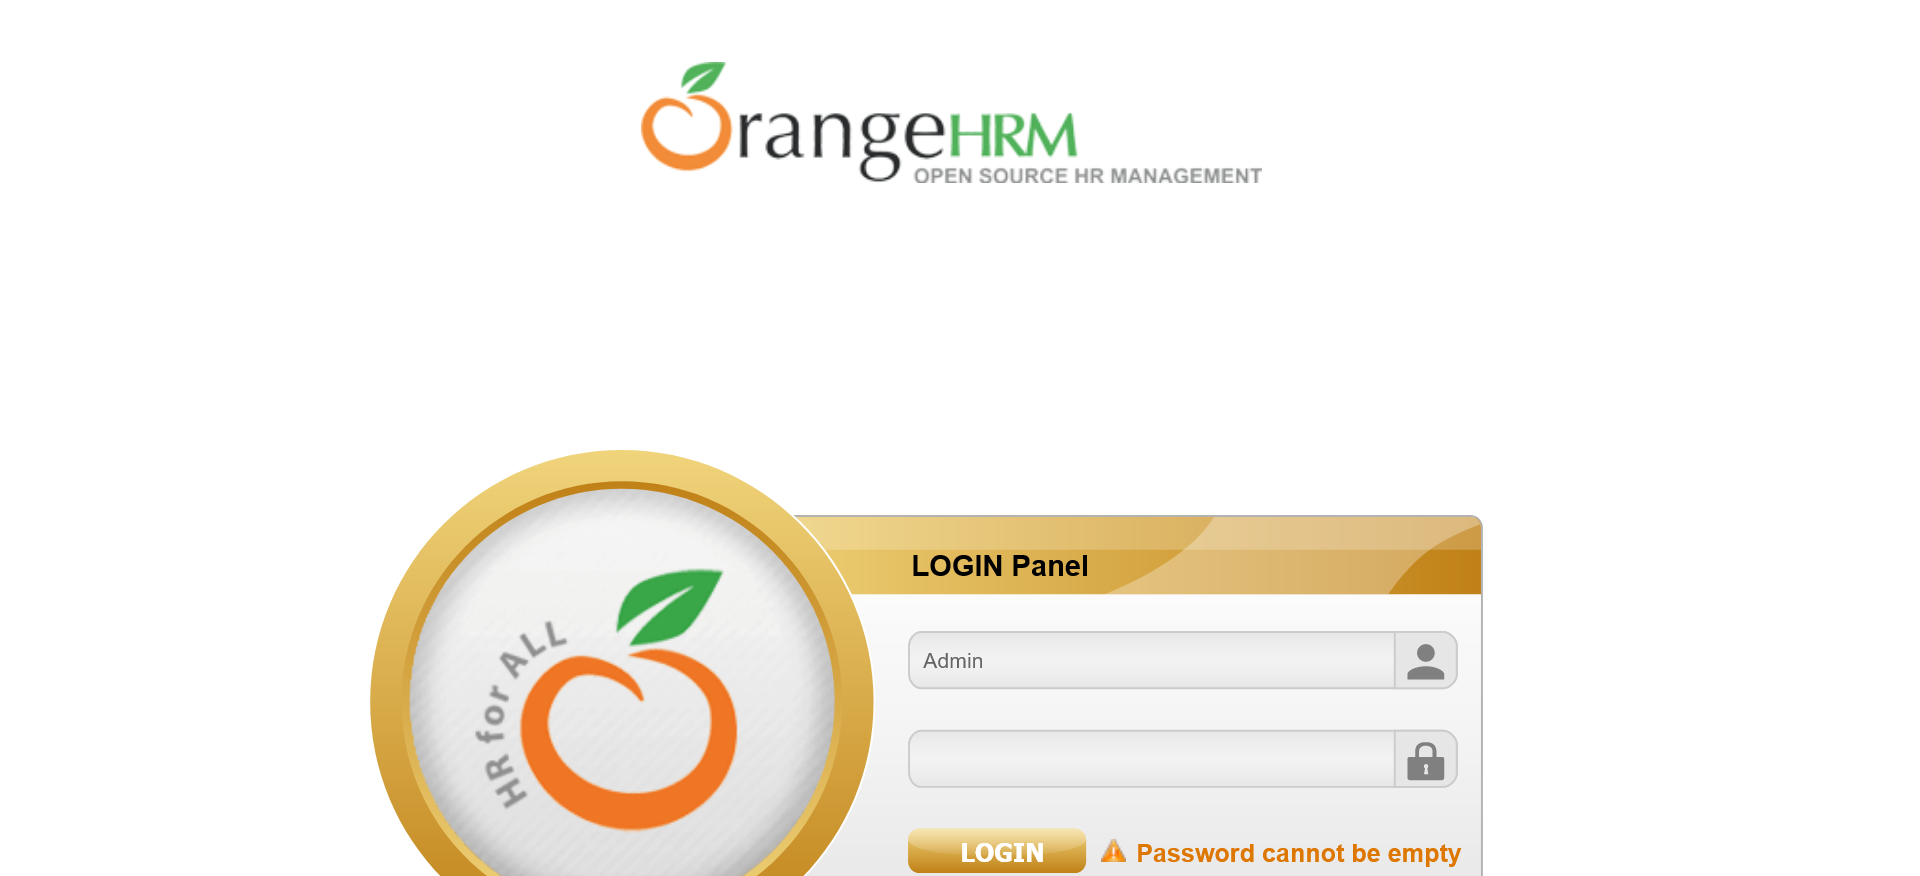 OrangeHRM
OPEN SOURCE HR MANAGEMENT
HR for ALL
LOGIN Panel
Admin
LOGIN
Password cannot be empty